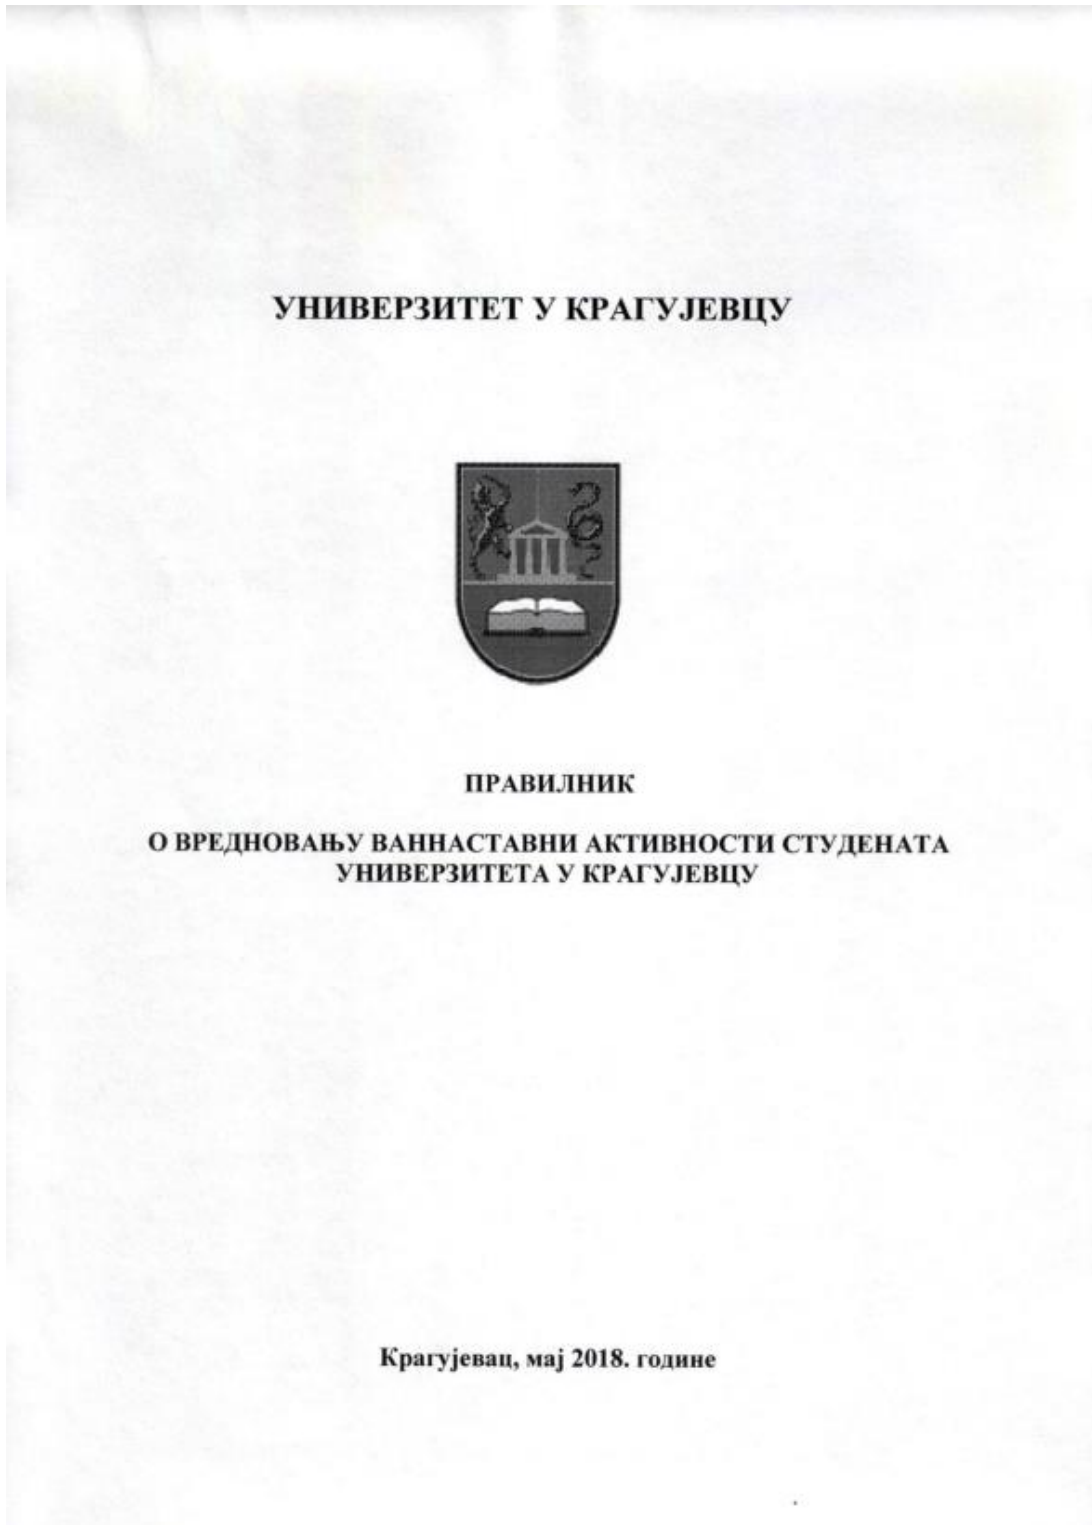 УНИВЕРЗИТЕТ У КРАГУЈЕВЦУ
ПРАВИЛНИК
О ВРЕДНОВАЊУ ВАННАСТАВНИ АКТИВНОСТИ СТУДЕНАТА
УНИВЕРЗИТЕТА У КРАГУЈЕВЦУ
Крагујевац, мај 2018. године